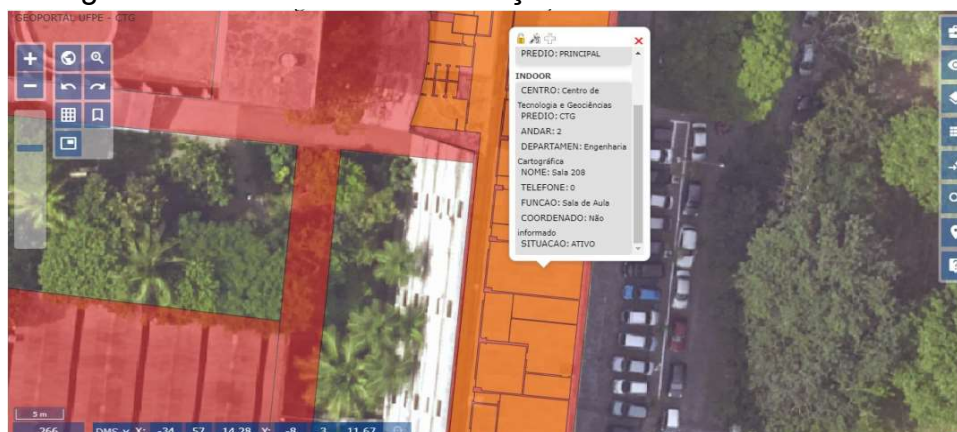 GEOPORTAL UFPE - CTG
PREDIO: PRINCIPAL
INDOOR
CENTRO: Centro de
Tecnologia e Geociências
PREDIO: CTG
ANDAR: 2
DEPARTAMEN: Engenharia
Cartográfica
NOME: Sala 208
TELEFONE: 0
FUNCAO: Sala de Aula
COORDENADO: Não
informado
SITUACAO: ATIVO
5 m
266 DMS X: -34 57 14.28 Y: -8 3 11.67